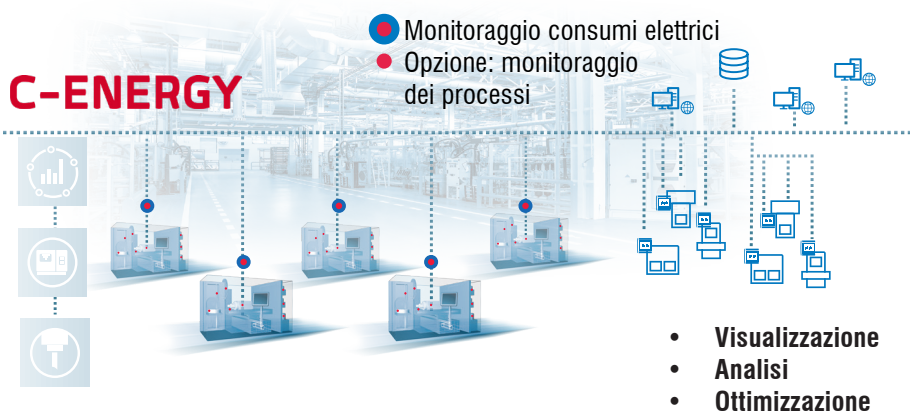 Monitoraggio consumi elettrici
Opzione: monitoraggio
dei processi
C-ENERGY
• Visualizzazione
• Analisi
• Ottimizzazione